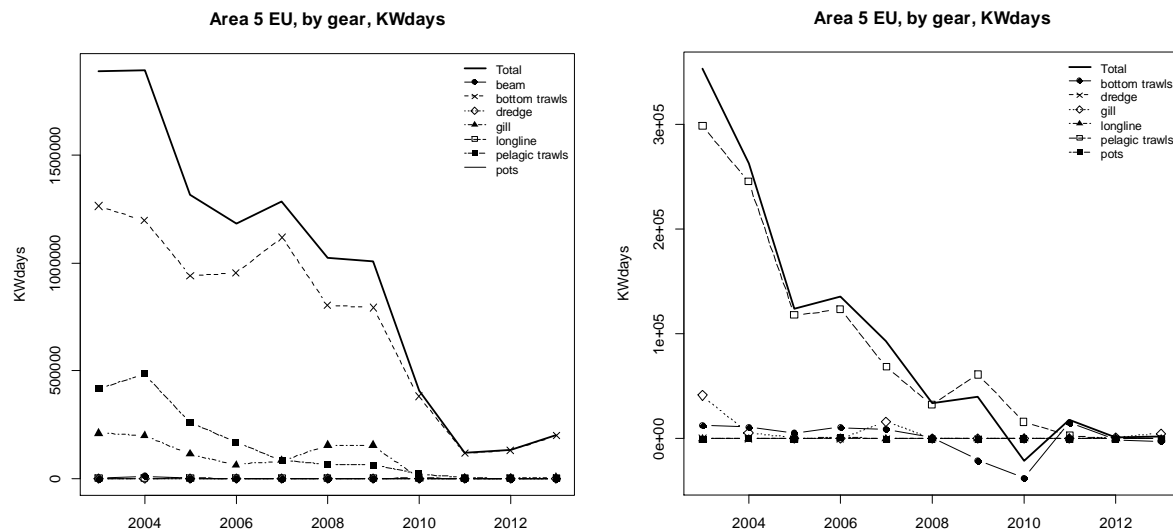 Area 5 EU, by gear, KWdays
KWdays
1500000
1000000
500000
0
Total
beam
bottom trawls
dredge
gill
longline
pelagic trawls
pots
2004 2006 2008 2010 2012
Area 5 EU, by gear, KWdays
KWdays
3e+05
2e+05
1e+05
0e+00
Total
bottom trawls
dredge
gill
longline
pelagic trawls
pots
2004 2006 2008 2010 2012